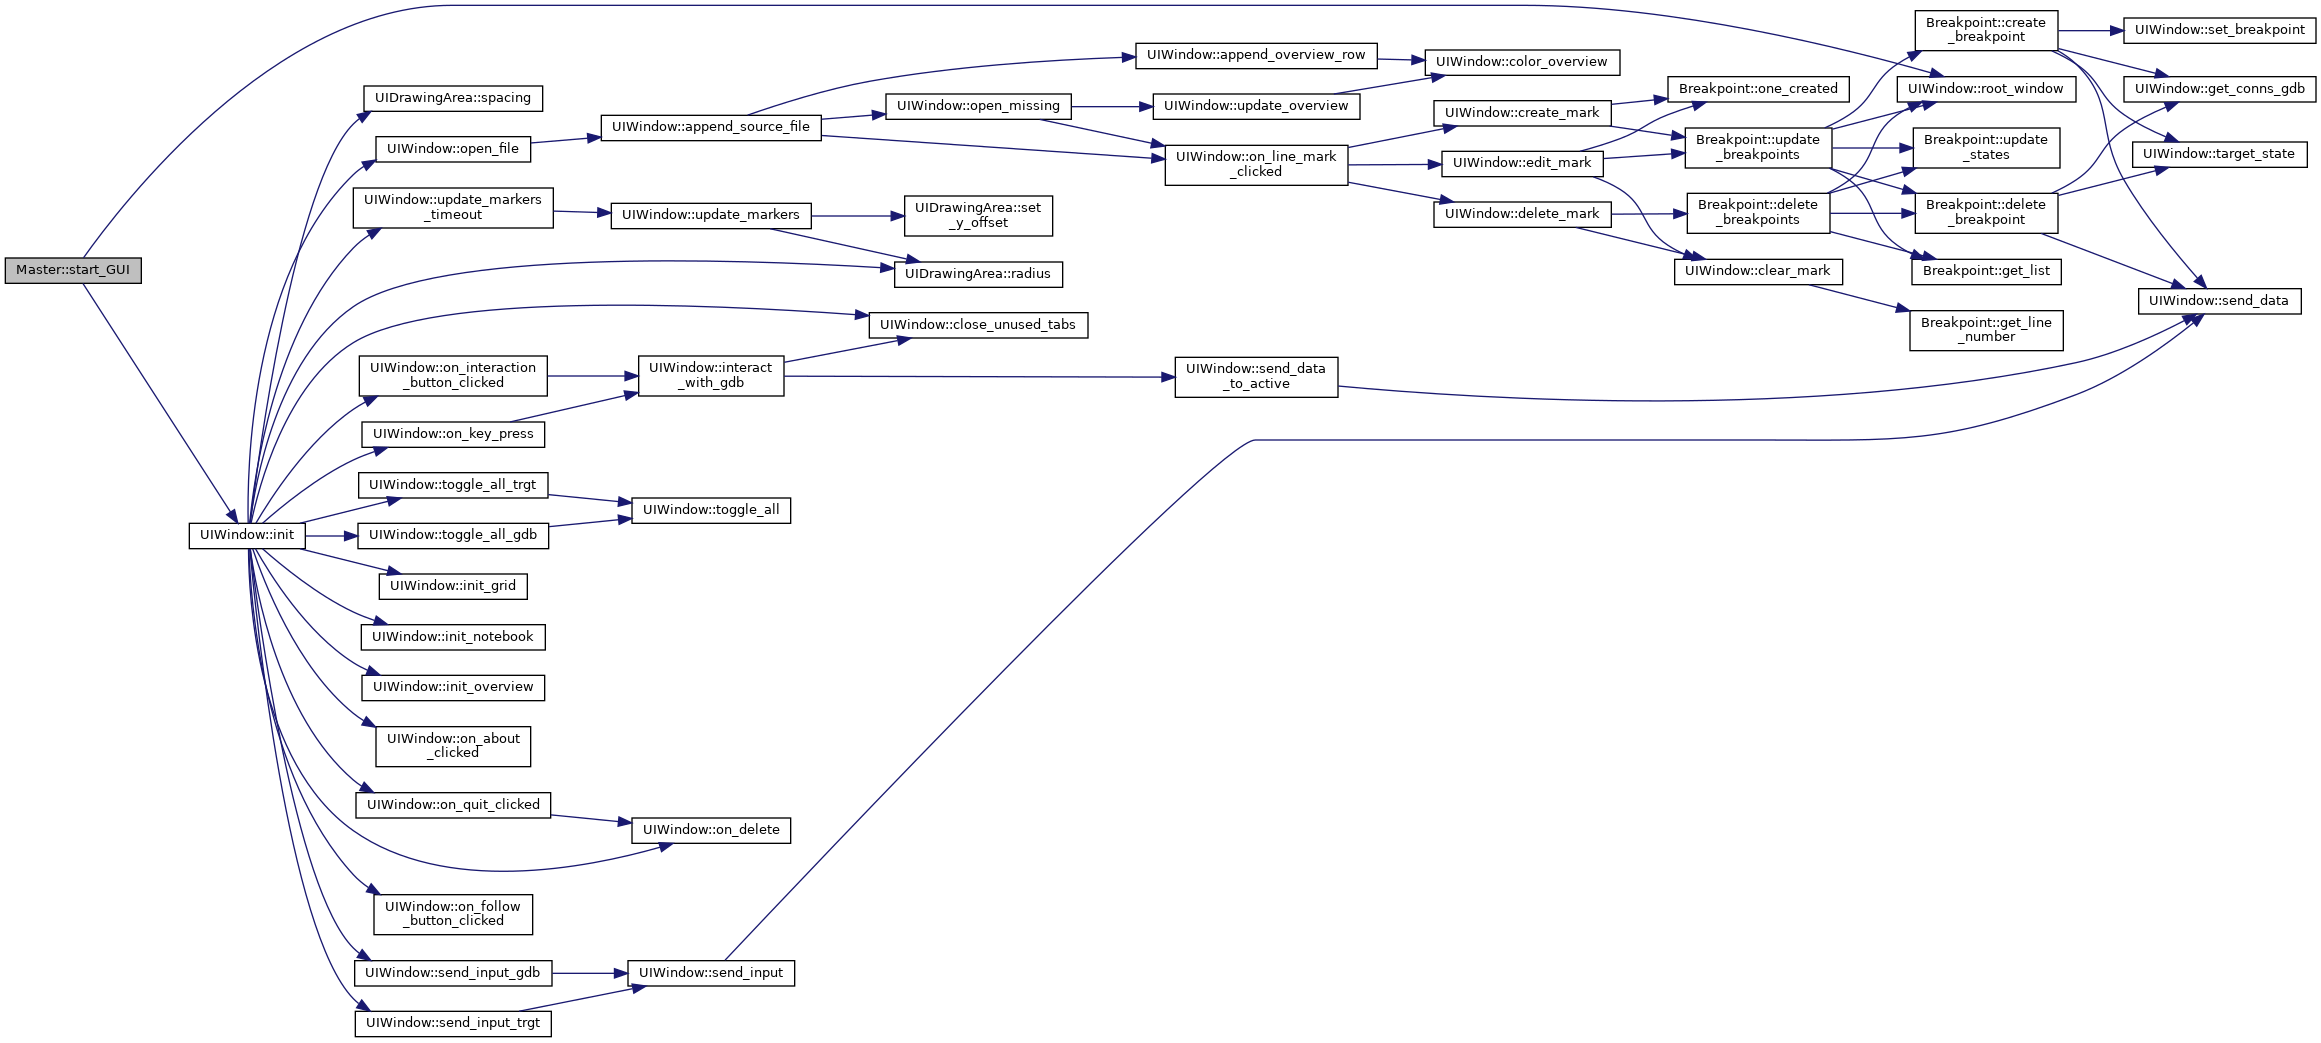 Master::start_GUI
UIWindow::init
UIDrawingArea::spacing
UIWindow::open_file
UIWindow::update_markers
_timeout
UIWindow::on_interaction
_button_clicked
UIWindow::on_key_press
UIWindow::toggle_all_trgt
UIWindow::toggle_all_gdb
UIWindow::init_grid
UIWindow::init_notebook
UIWindow::init_overview
UIWindow::on_about
_clicked
UIWindow::on_quit_clicked
UIWindow::on_follow
_button_clicked
UIWindow::send_input_gdb
UIWindow::send_input_trgt
UIWindow::append_source_file
UIWindow::update_markers
UIWindow::interact
_with_gdb
UIWindow::toggle_all
UIWindow::on_delete
UIWindow::send_input
UIWindow::open_missing
UIDrawingArea::set
_y_offset
UIDrawingArea::radius
UIWindow::close_unused_tabs
UIWindow::append_overview_row
UIWindow::update_overview
UIWindow::on_line_mark
_clicked
UIWindow::send_data
_to_active
UIWindow::color_overview
UIWindow::create_mark
UIWindow::edit_mark
UIWindow::delete_mark
Breakpoint::one_created
Breakpoint::update
_breakpoints
Breakpoint::delete
_breakpoints
UIWindow::clear_mark
Breakpoint::create
_breakpoint
UIWindow::root_window
Breakpoint::update
_states
Breakpoint::delete
_breakpoint
Breakpoint::get_list
Breakpoint::get_line
_number
UIWindow::set_breakpoint
UIWindow::get_conns_gdb
UIWindow::target_state
UIWindow::send_data